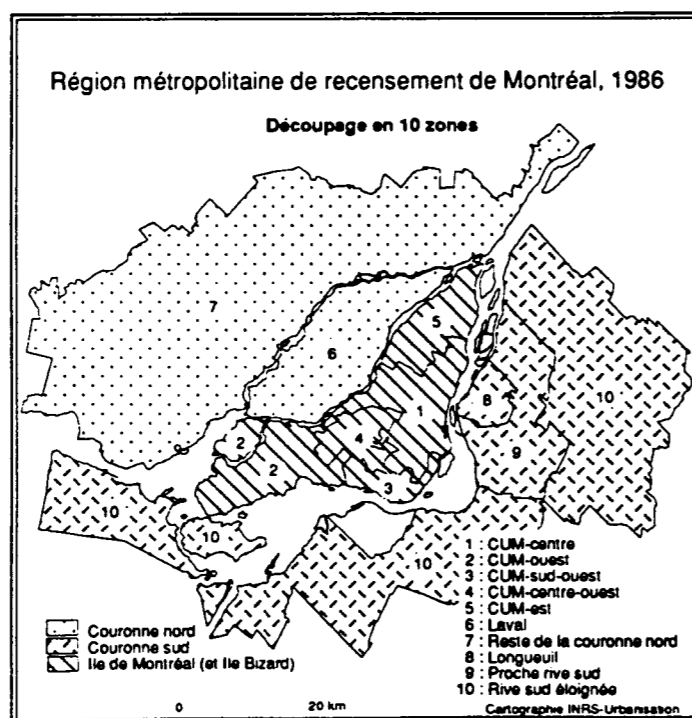 Région métropolitaine de recensement de Montréal, 1986
Découpage en 10 zones
7
6
5
2
4
1
8
10
2
3
9
10
10
10
1 : CUM-centre
2 : CUM-ouest
3 : CUM-sud-ouest
4 : CUM-centre-ouest
5 : CUM-est
6 : Laval
7 : Reste de la couronne nord
8 : Longueuil
9 : Proche rive sud
10 : Rive sud éloignée
Couronne nord
Couronne sud
Ile de Montréal (et Ile Bizard)
0 20 km
Cartographie INRS-Urbanisation